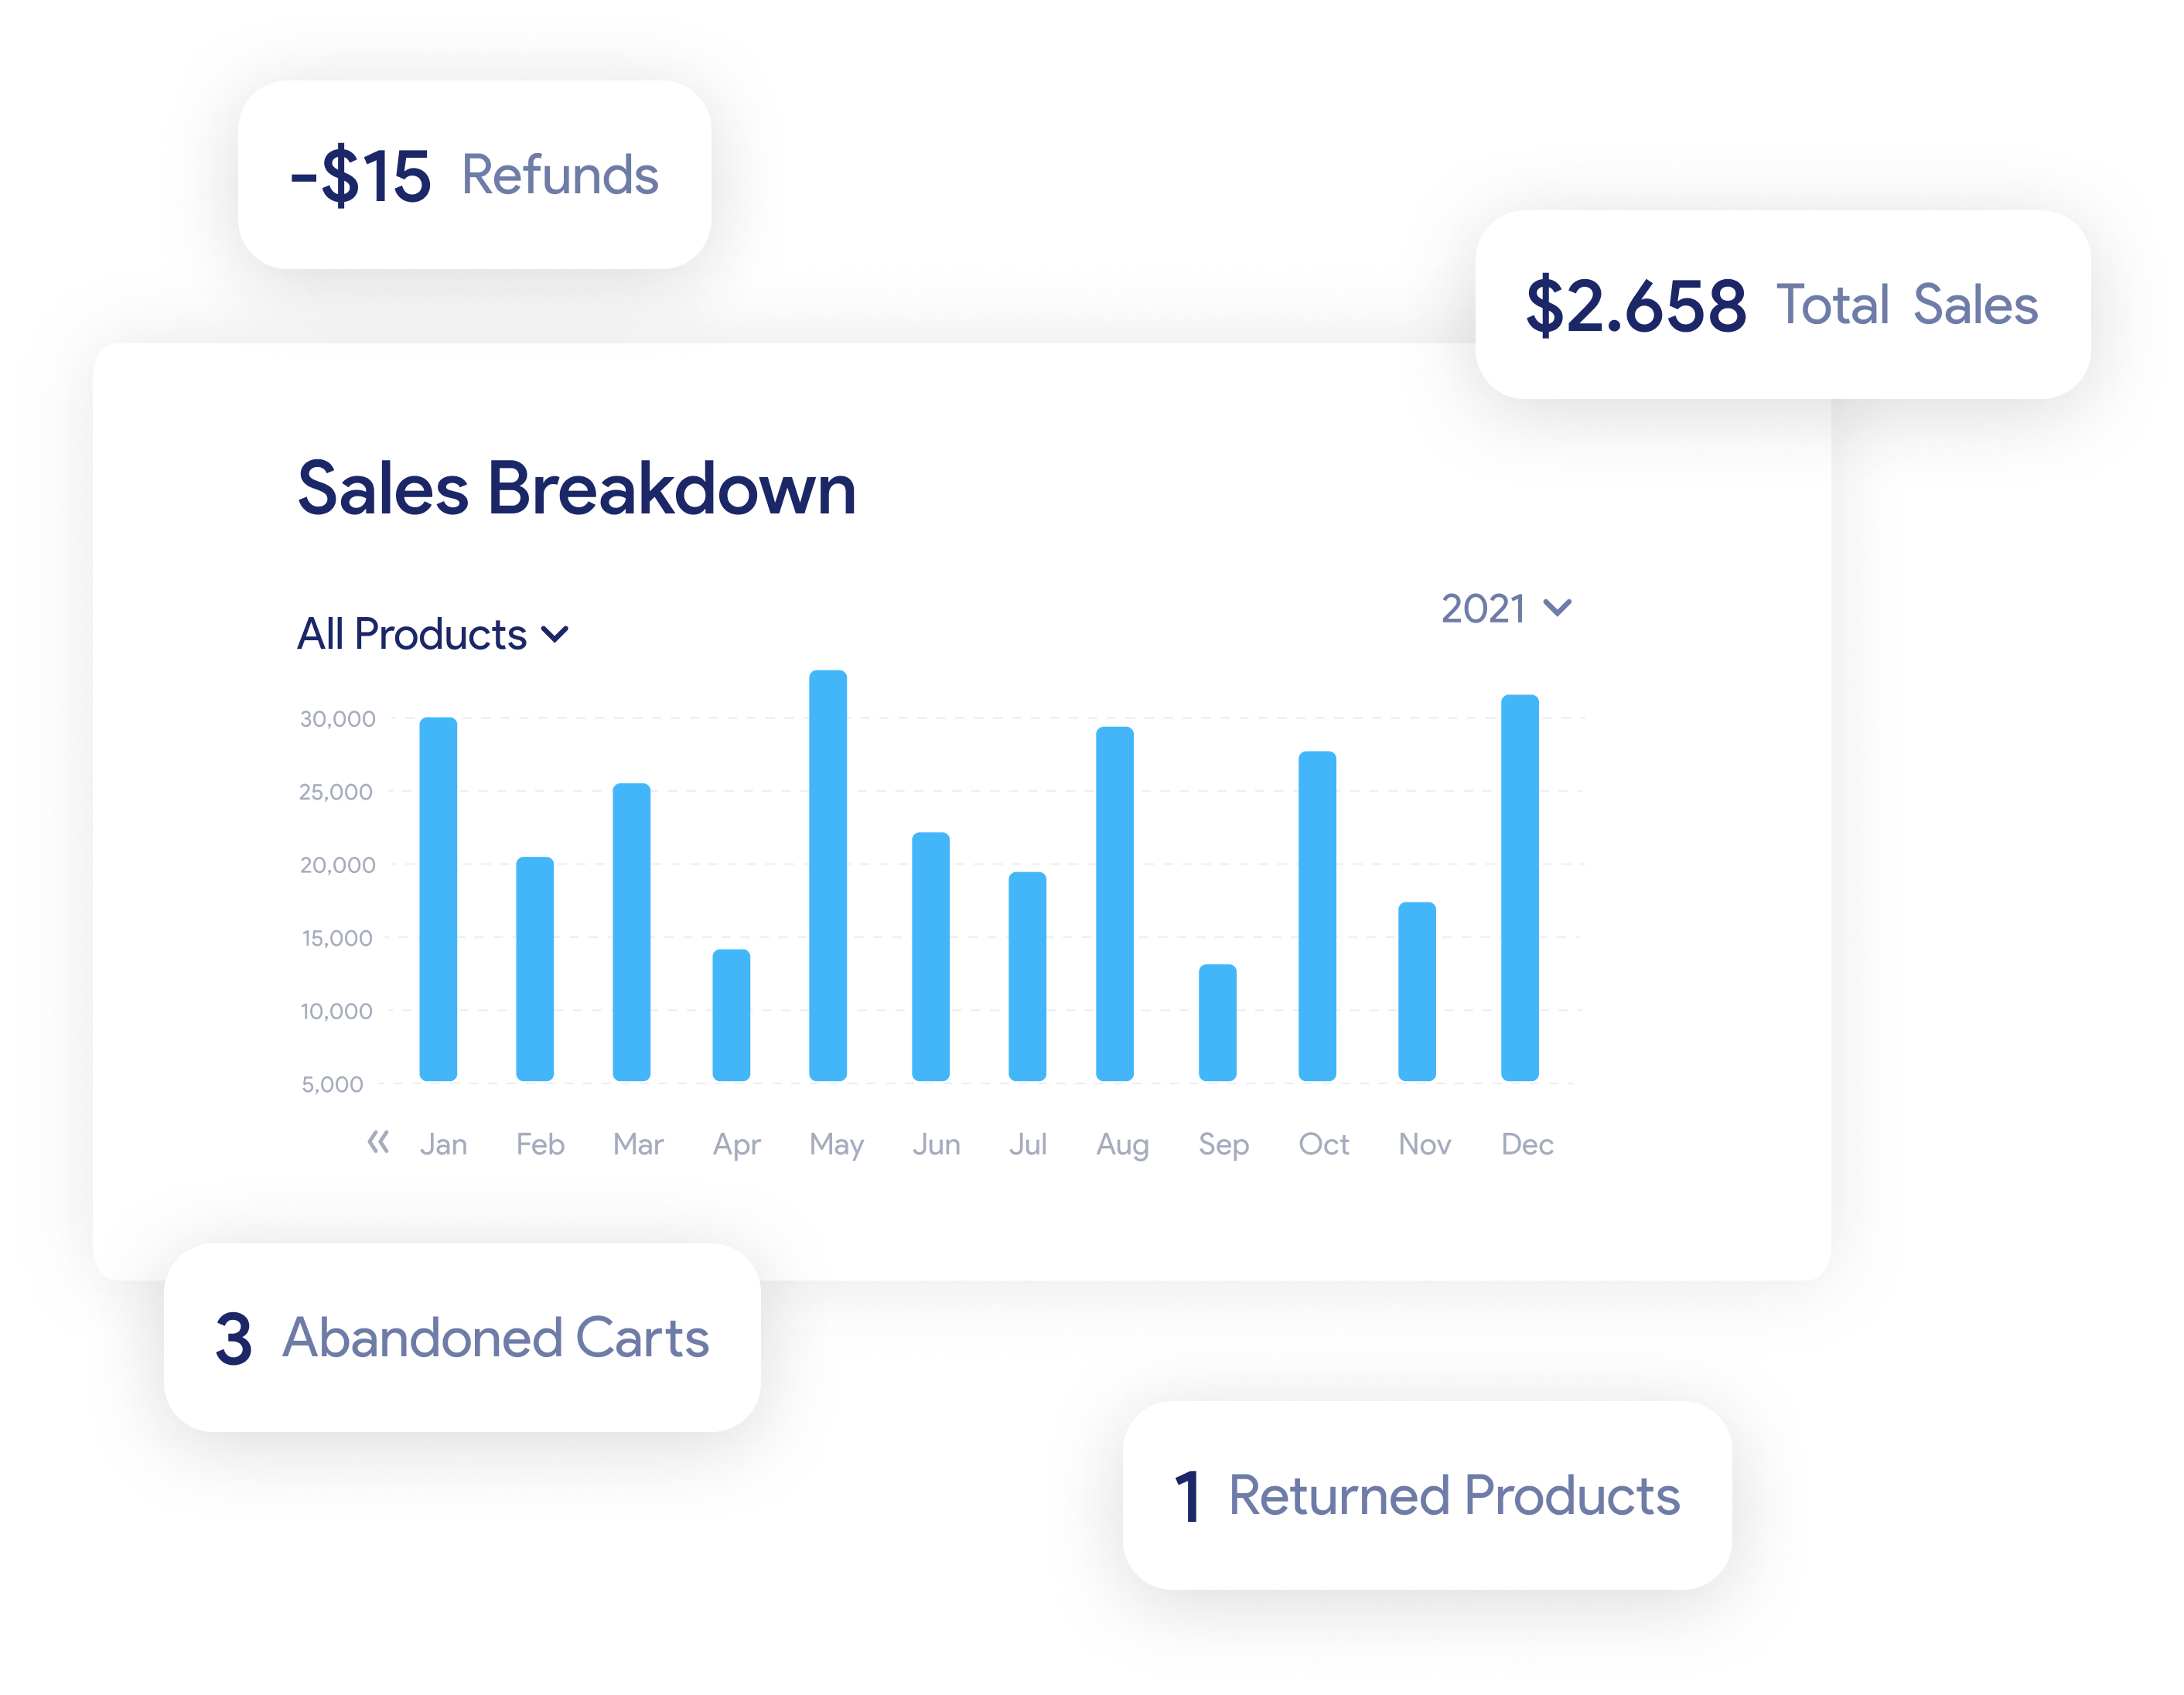 -$15 Refunds
$2.658 Total Sales
Sales Breakdown
2021
All Products
30,000
25,000
20,000
15,000
10,000
5,000
« Jan Feb Mar Apr May Jun Jul Aug Sep Oct Nov Dec
3 Abandoned Carts
1 Returned Products